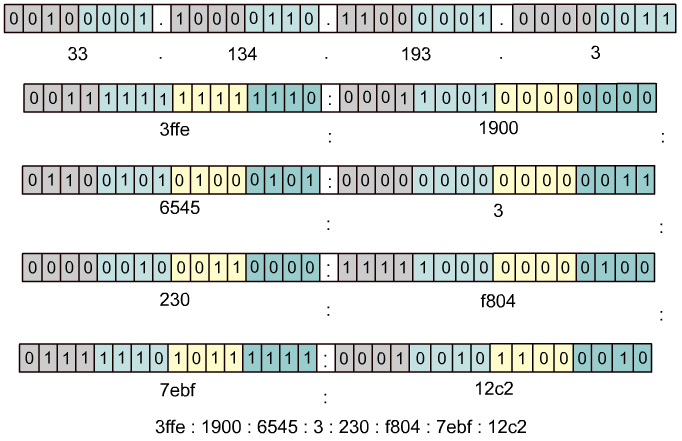 0 0 1 0 0 0 0 1 . 1 0 0 0 0 1 1 0 . 1 1 0 0 0 0 0 1 . 0 0 0 0 0 0 1 1
33 . 134 . 193 . 3
0 0 1 1 1 1 1 1 1 1 1 1 1 1 1 0 : 0 0 0 1 1 0 0 1 0 0 0 0 0 0 0 0
3ffe : 1900 :
0 1 1 0 0 1 0 1 0 1 0 0 0 1 0 1 : 0 0 0 0 0 0 0 0 0 0 0 0 0 0 1 1
6545 : 3 :
0 0 0 0 0 0 1 0 0 0 1 1 0 0 0 0 : 1 1 1 1 1 0 0 0 0 0 0 0 0 1 0 0
230 : f804 :
0 1 1 1 1 1 1 0 1 0 1 1 1 1 1 1 : 0 0 0 1 0 0 1 0 1 1 0 0 0 0 1 0
7ebf : 12c2
3ffe : 1900 : 6545 : 3 : 230 : f804 : 7ebf : 12c2